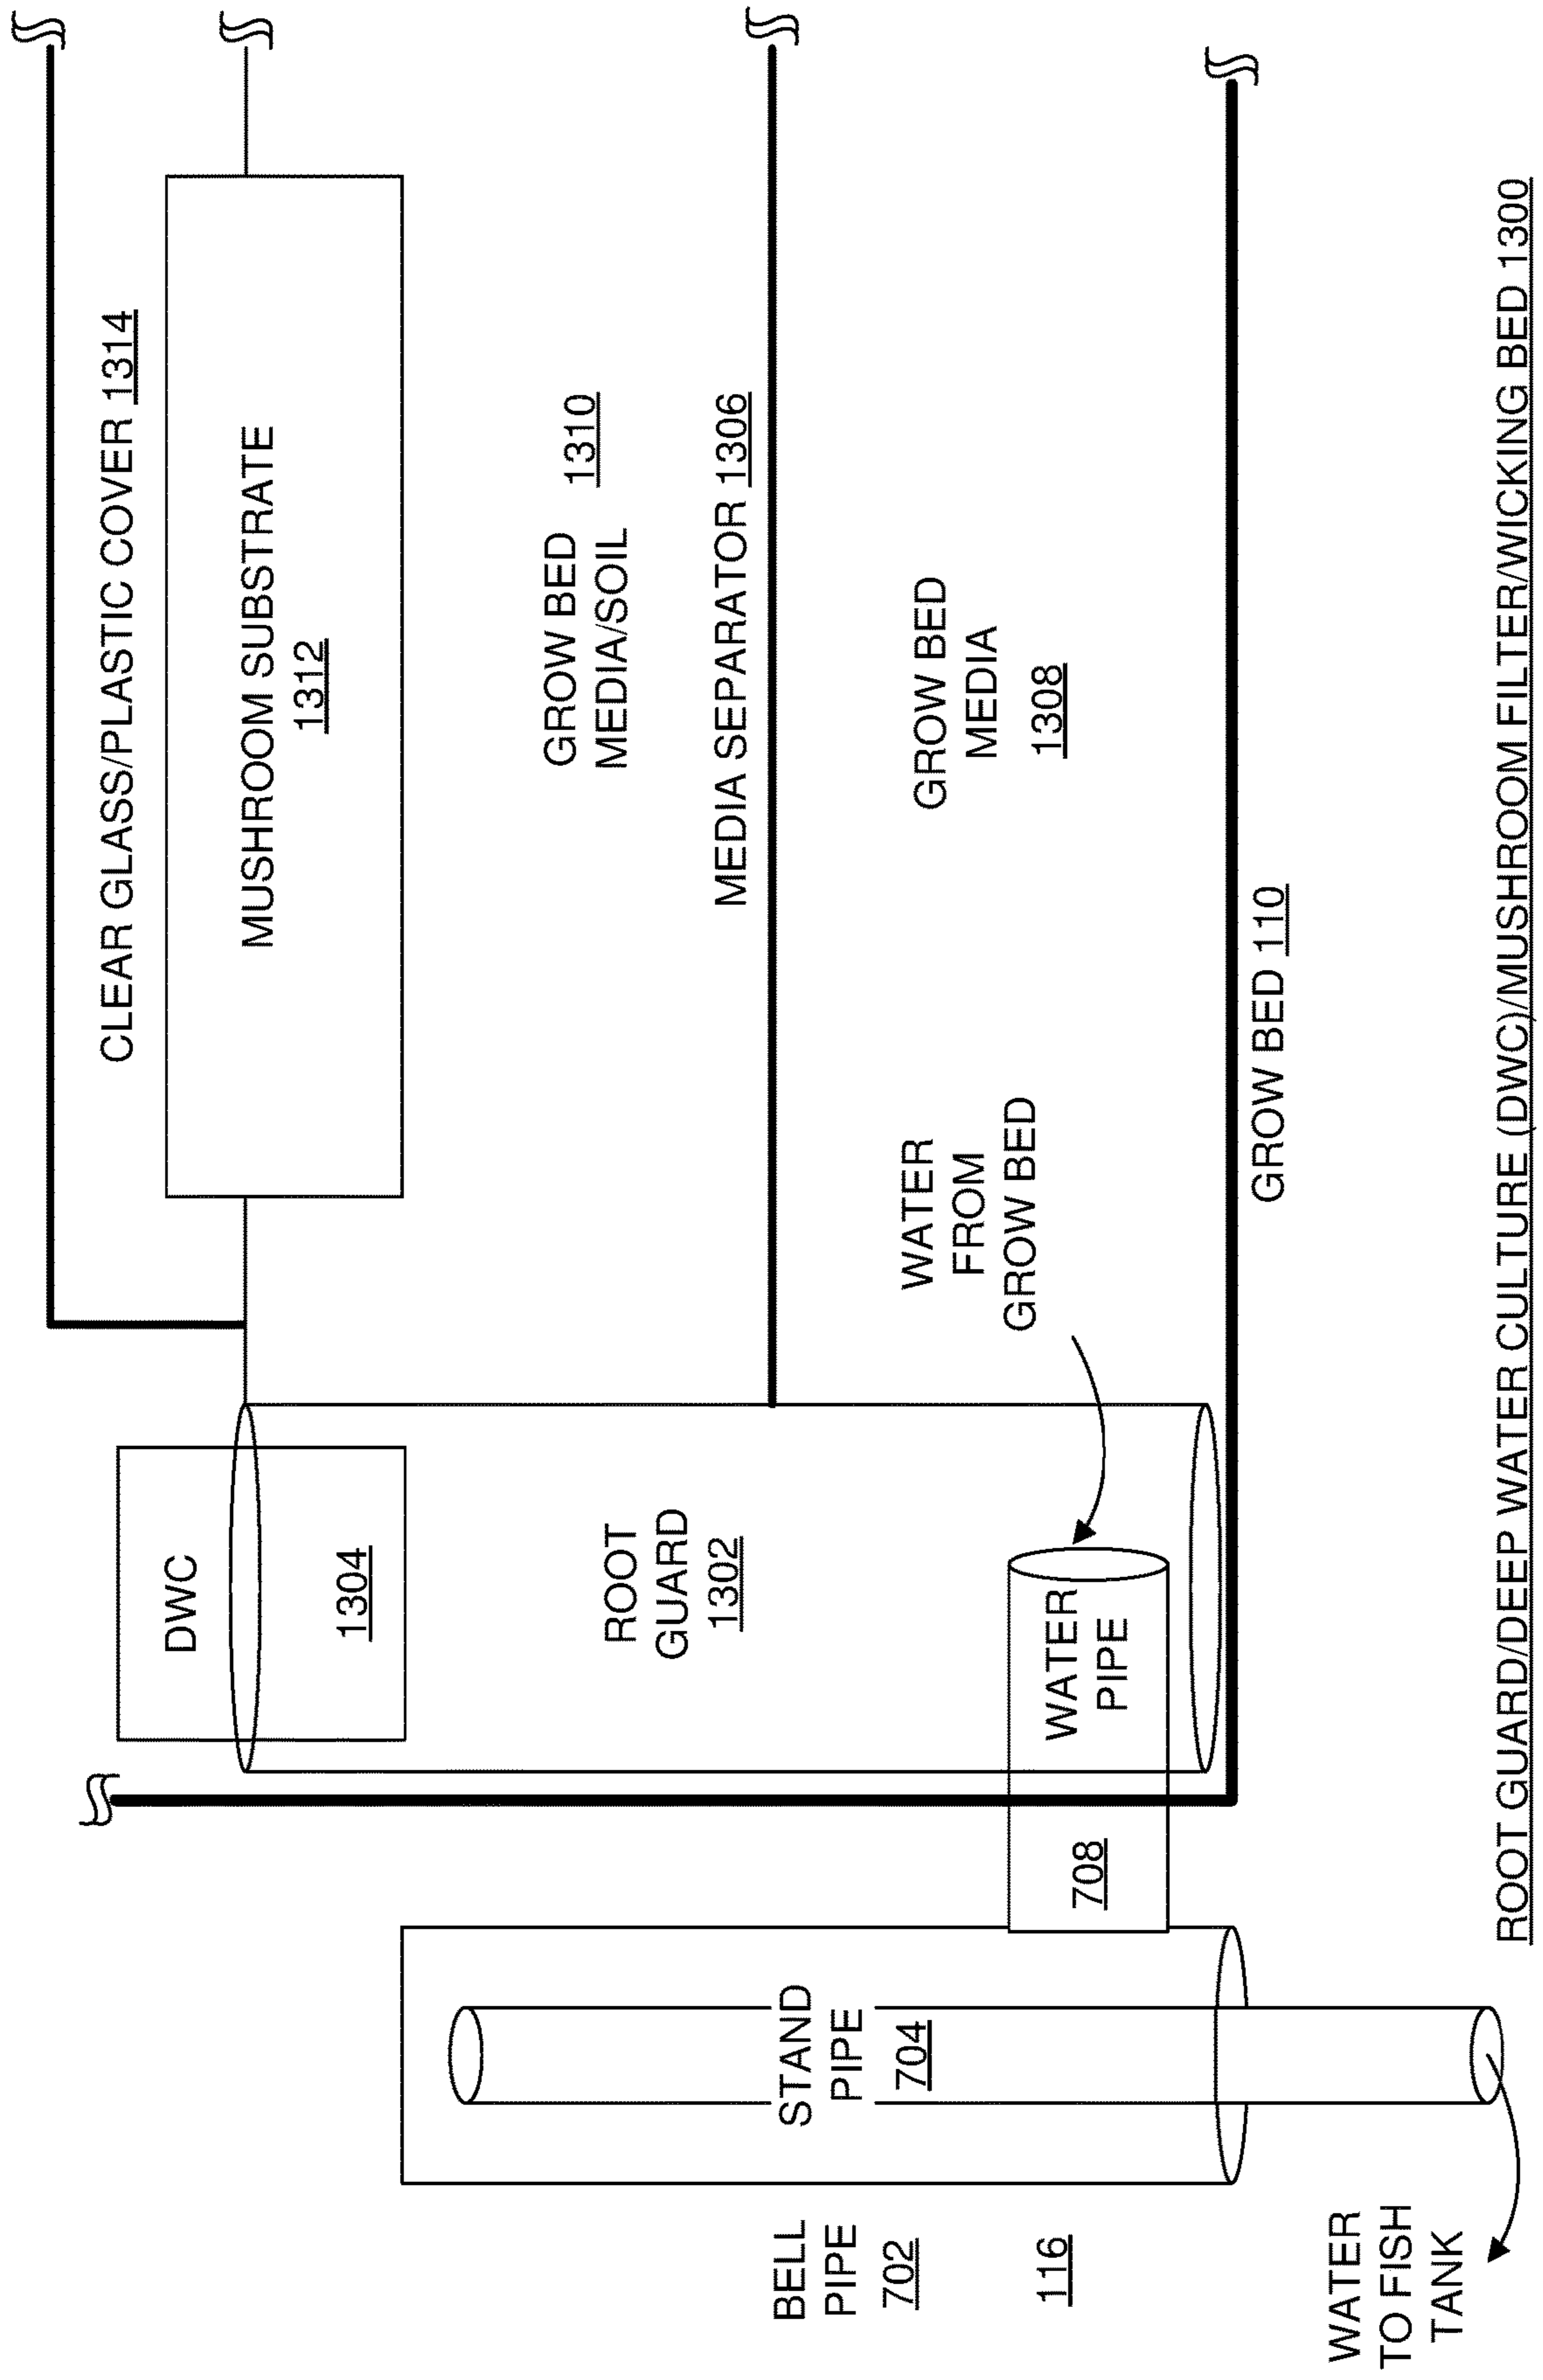 CLEAR GLASS/PLASTIC COVER 1314
DWC
1304
MUSHROOM SUBSTRATE
1312
ROOT
GUARD
1302
GROW BED
MEDIA/SOIL
1310
MEDIA SEPARATOR 1306
BELL
PIPE
702
116
STAND
PIPE
704
708
WATER
PIPE
WATER
FROM
GROW BED
GROW BED
MEDIA
1308
GROW BED 110
WATER
TO FISH
TANK
ROOT GUARD/DEEP WATER CULTURE (DWC)/MUSHROOM FILTER/WICKING BED 1300